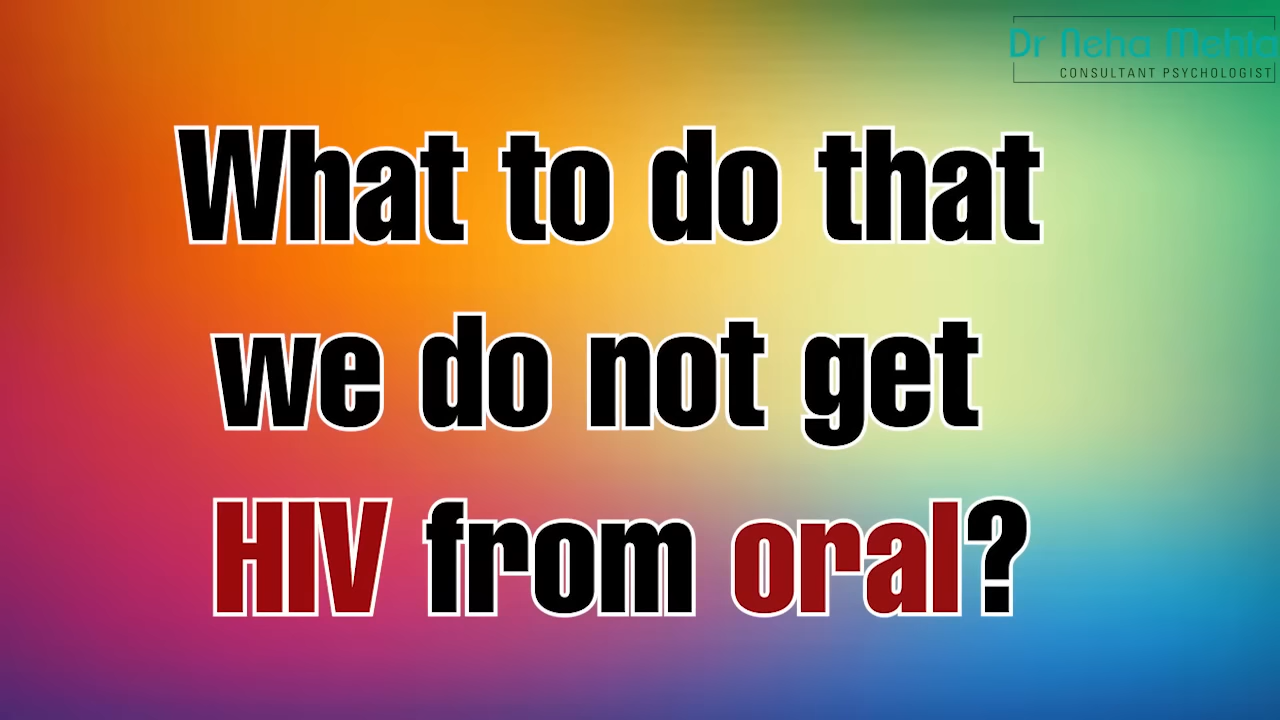 Dr Neha Mehta
CONSULTANT PSYCHOLOGIST
What to do that
we do not get
HIV from oral?